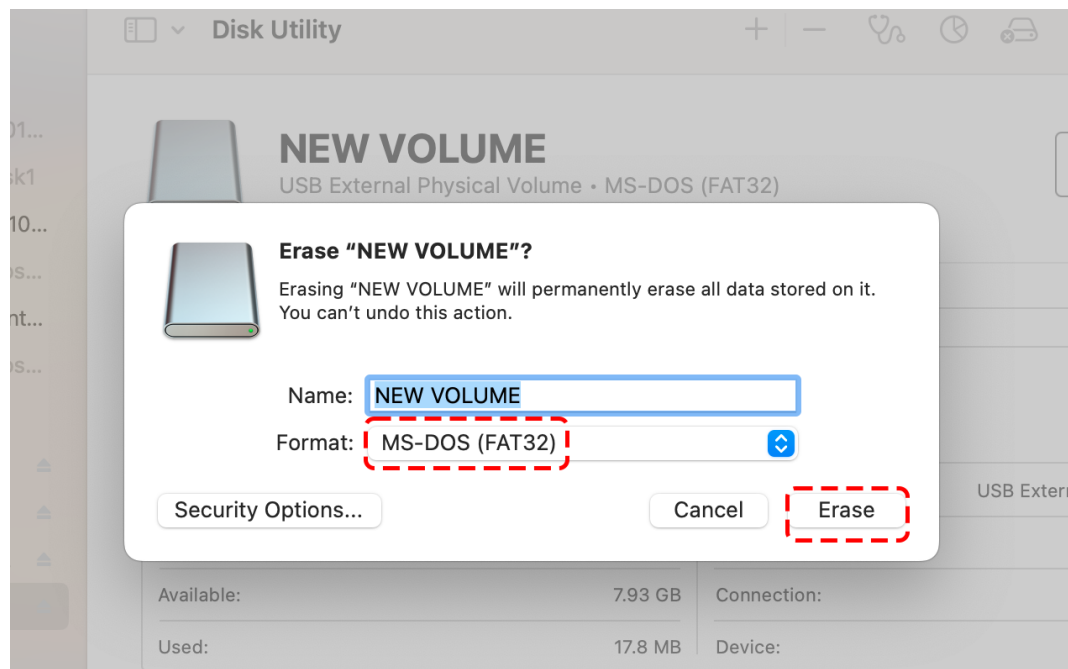 Disk Utility
NEW VOLUME
USB External Physical Volume • MS-DOS (FAT32)
Erase “NEW VOLUME”?
Erasing “NEW VOLUME” will permanently erase all data stored on it.
You can’t undo this action.
Name: NEW VOLUME
Format: MS-DOS (FAT32)
Security Options...
Cancel
Erase
USB Extern
Available: 7.93 GB
Connection:
Used: 17.8 MB
Device: